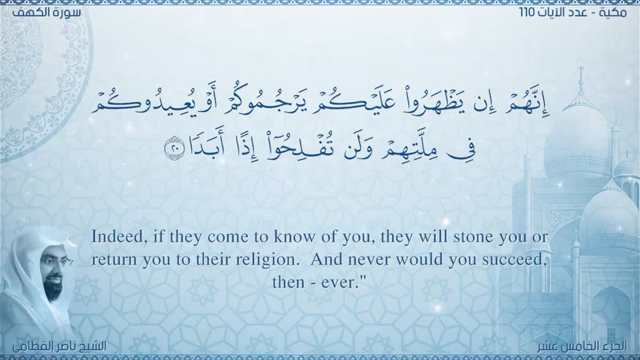 مكية - عدد الآيات 110
سورة الكهف
إِنَّهُمْ إِن يَظْهَرُوا۟ عَلَيْكُمْ يَرْجُمُوكُمْ أَوْ يُعِيدُوكُمْ
فِى مِلَّتِهِمْ وَلَن تُفْلِحُوٓا۟ إِذًا أَبَدًا ٢٠
Indeed, if they come to know of you, they will stone you or
return you to their religion.  And never would you succeed,
then - ever."
الجزء الخامس عشر
الشيخ ناصر القطامي